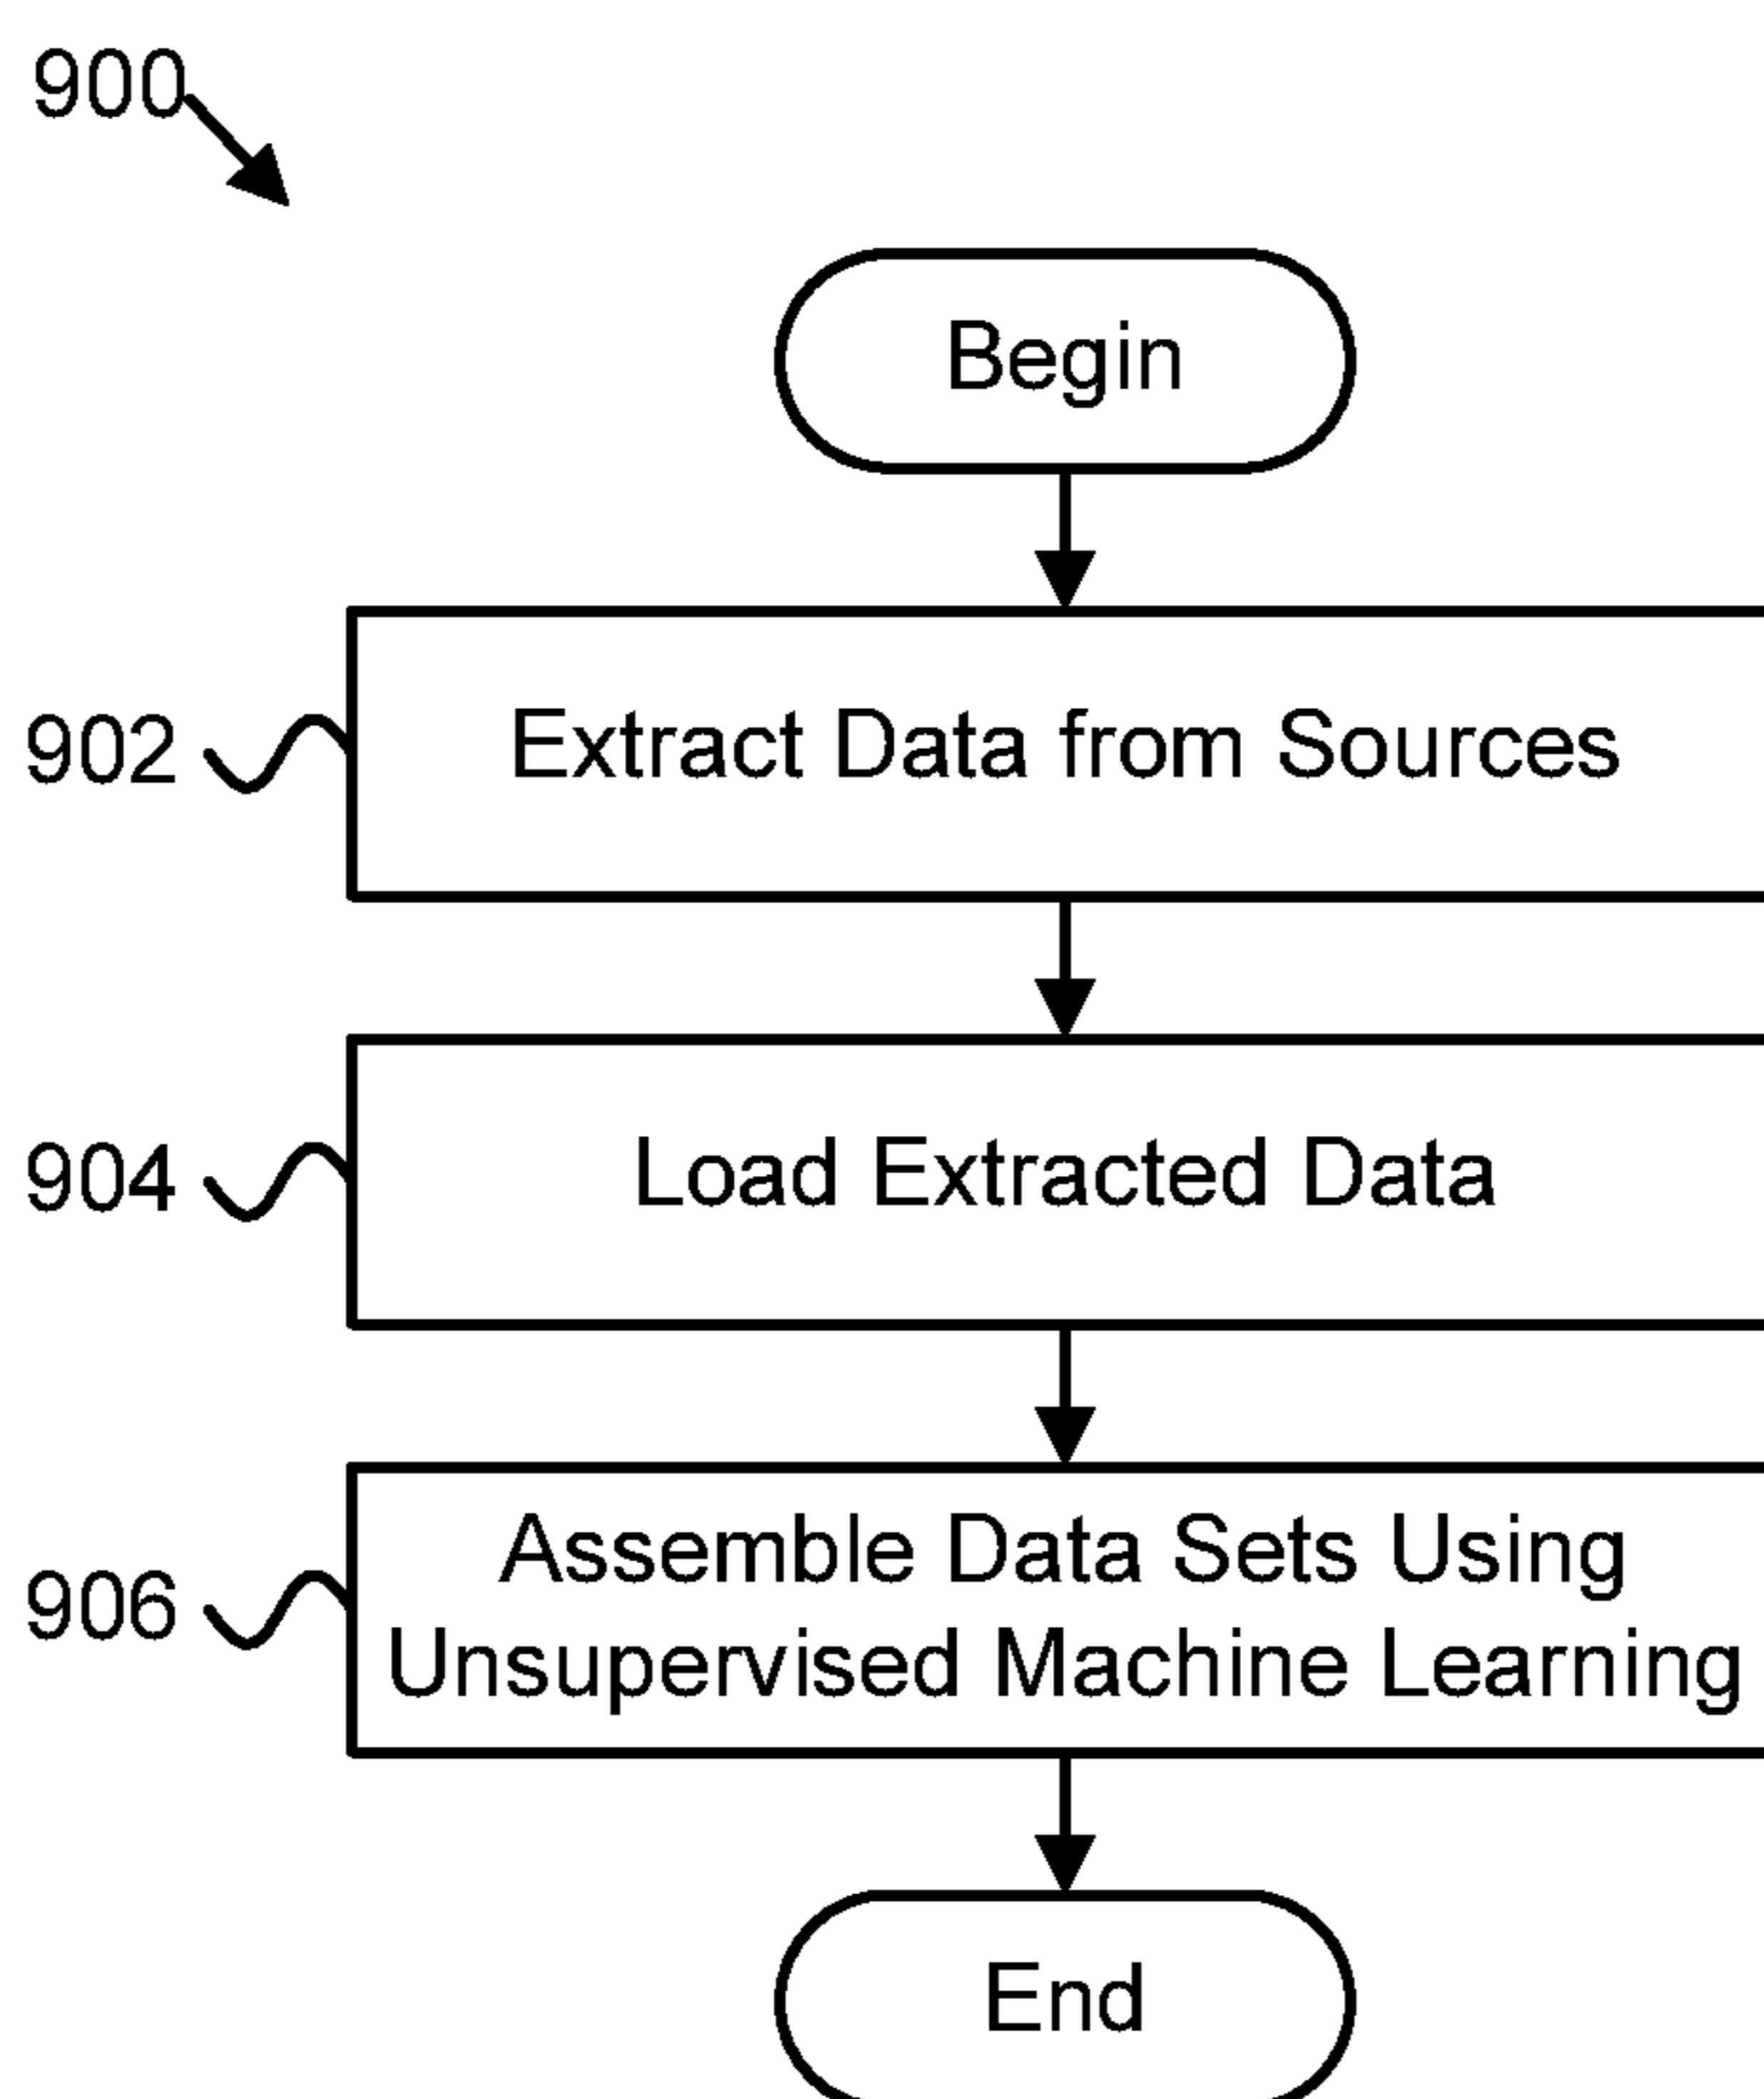 900
Begin
902
Extract Data from Sources
904
Load Extracted Data
906
Assemble Data Sets Using
Unsupervised Machine Learning
End